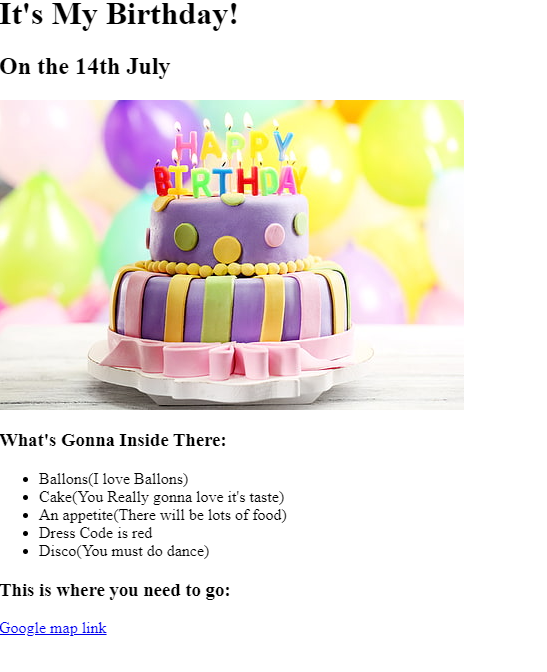 It's My Birthday!
On the 14th July
HAPPY
BIRTHDAY
What's Gonna Inside There:
Ballons(I love Ballons)
Cake(You Really gonna love it's taste)
An appetite(There will be lots of food)
Dress Code is red
Disco(You must do dance)
This is where you need to go:
Google map link